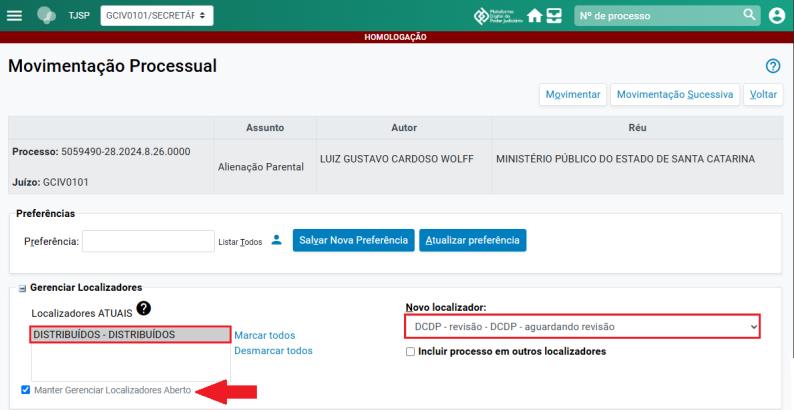 TJSP GCIV0101/SECRETÁF Plataforma Digital do Poder Judiciário Nº de processo
HOMOLOGAÇÃO
Movimentação Processual
Movimentar Movimentação Sucessiva Voltar
Assunto Autor Réu
Processo: 5059490-28.2024.8.26.0000
Alienação Parental LUIZ GUSTAVO CARDOSO WOLFF MINISTÉRIO PÚBLICO DO ESTADO DE SANTA CATARINA
Juízo: GCIV0101
Preferências
Preferência: Listar Todos Salvar Nova Preferência Atualizar preferência
Gerenciar Localizadores
Localizadores ATUAIS ?
Novo localizador:
DISTRIBUÍDOS - DISTRIBUÍDOS Marcar todos
DCDP - revisão - DCDP - aguardando revisão
Desmarcar todos
Incluir processo em outros localizadores
Manter Gerenciar Localizadores Aberto